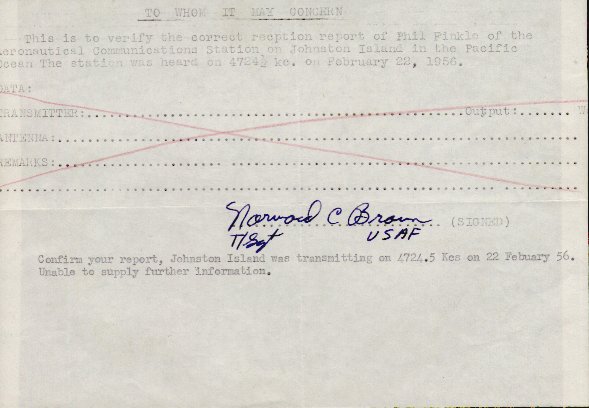 TO WHOM IT MAY CONCERN
This is to verify the correct reception report of Phil Finkle of the
Aeronautical Communications Station on Johnston Island in the Pacific
Ocean The station was heard on 4724½ kc. on February 22, 1956.
DATA:
TRANSMITTER:.......................................................Output:....... W
ANTENNA:.......................................................
REMARKS:.......................................................
.......................................................
Norwood C. Brown (SIGNED)
T/Sgt USAF
Confirm your report, Johnston Island was transmitting on 4724.5 Kcs on 22 Febuary 56.
Unable to supply further information.